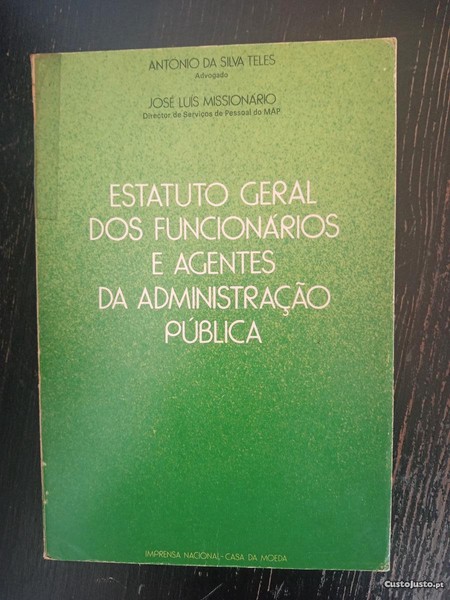 ANTÓNIO DA SILVA TELES
Advogado
JOSÉ LUÍS MISSIONÁRIO
Director de Serviços de Pessoal do MAP
ESTATUTO GERAL
DOS FUNCIONÁRIOS
E AGENTES
DA ADMINISTRAÇÃO
PÚBLICA
IMPRENSA NACIONAL-CASA DA MOEDA
CustoJusto.pt